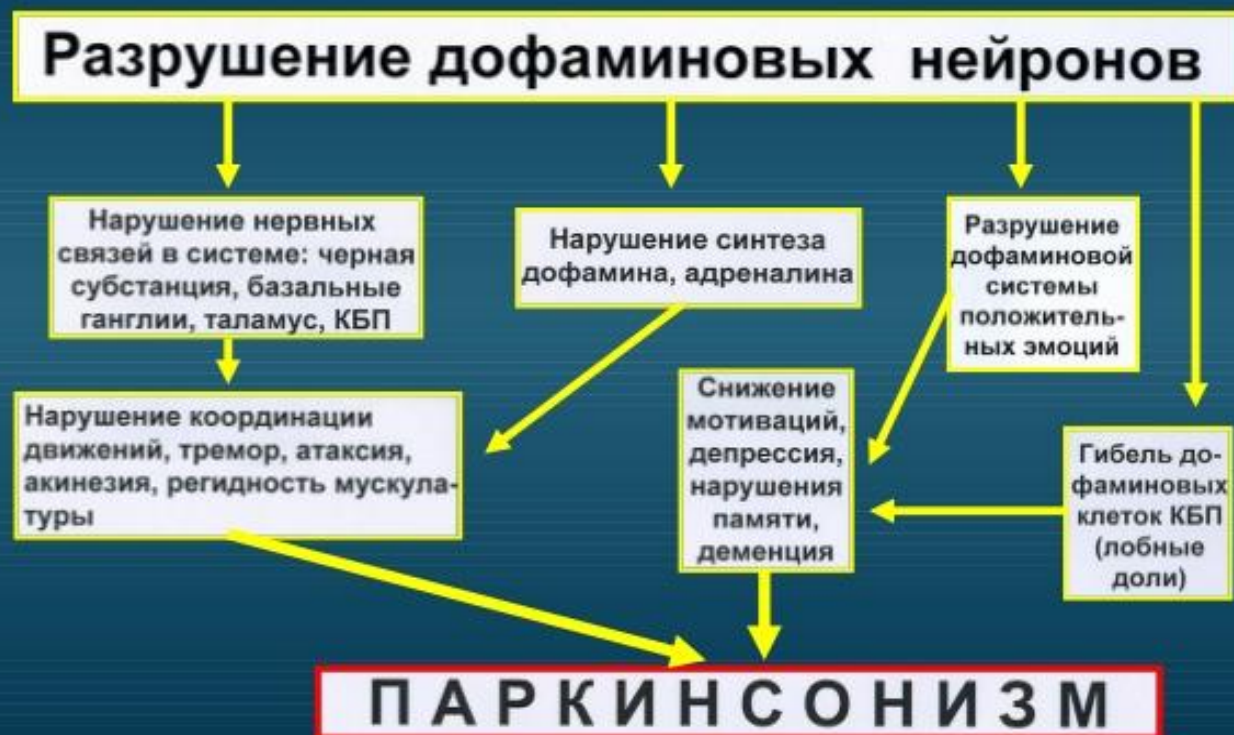 Разрушение дофаминовых нейронов
Нарушение нервных
связей в системе: черная
субстанция, базальные
ганглии, таламус, КБП
Нарушение синтеза
дофамина, адреналина
Разрушение
дофаминовой
системы
положитель-
ных эмоций
Нарушение координации
движений, тремор, атаксия,
акинезия, регидность мускула-
туры
Снижение
мотиваций,
депрессия,
нарушения
памяти,
деменция
Гибель до-
фаминовых
клеток КБП
(лобные
доли)
ПАРКИНСОНИЗМ